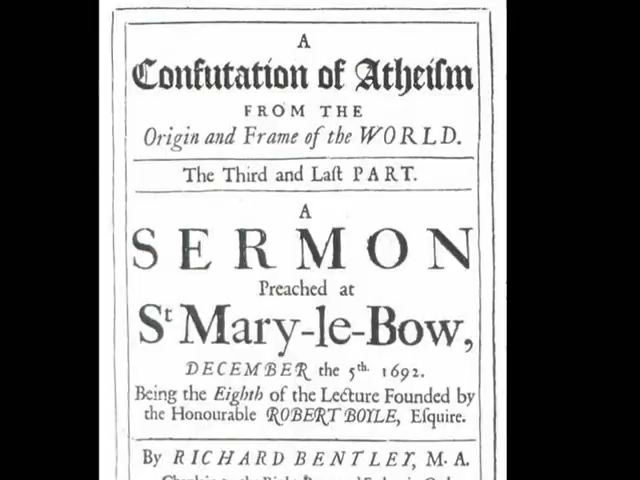 A
Confutation of Atheiſm
FROM THE
Origin and Frame of the WORLD.
The Third and Laſt PART.
A
SERMON
Preached at
St Mary-le-Bow,
DECEMBER the 5th. 1692.
Being the Eighth of the Lecture Founded by
the Honourable ROBERT BOYLE, Eſquire.
By RICHARD BENTLEY, M. A.